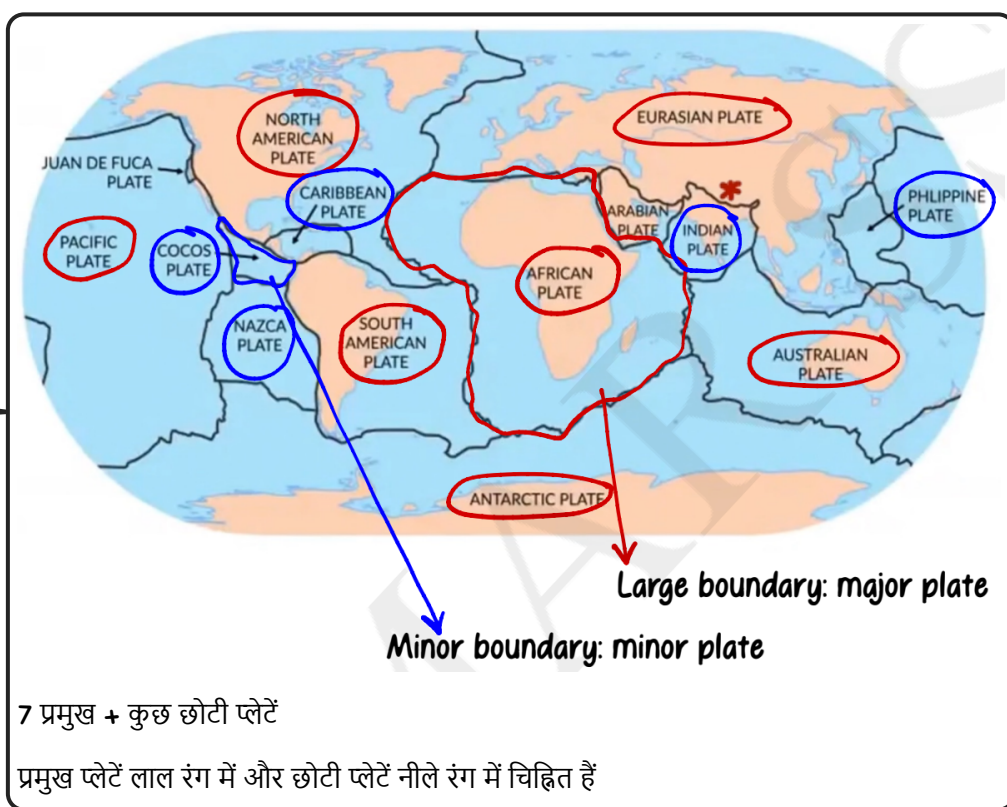 NORTH
AMERICAN
PLATE
EURASIAN PLATE
JUAN DE FUCA
PLATE
CARIBBEAN
PLATE
ARABIAN
PLATE
INDIAN
PLATE
PHLIPPINE
PLATE
PACIFIC
PLATE
COCOS
PLATE
AFRICAN
PLATE
NAZCA
PLATE
SOUTH
AMERICAN
PLATE
AUSTRALIAN
PLATE
ANTARCTIC PLATE
Large boundary: major plate
Minor boundary: minor plate
7 प्रमुख + कुछ छोटी प्लेटें
प्रमुख प्लेटें लाल रंग में और छोटी प्लेटें नीले रंग में चिह्नित हैं